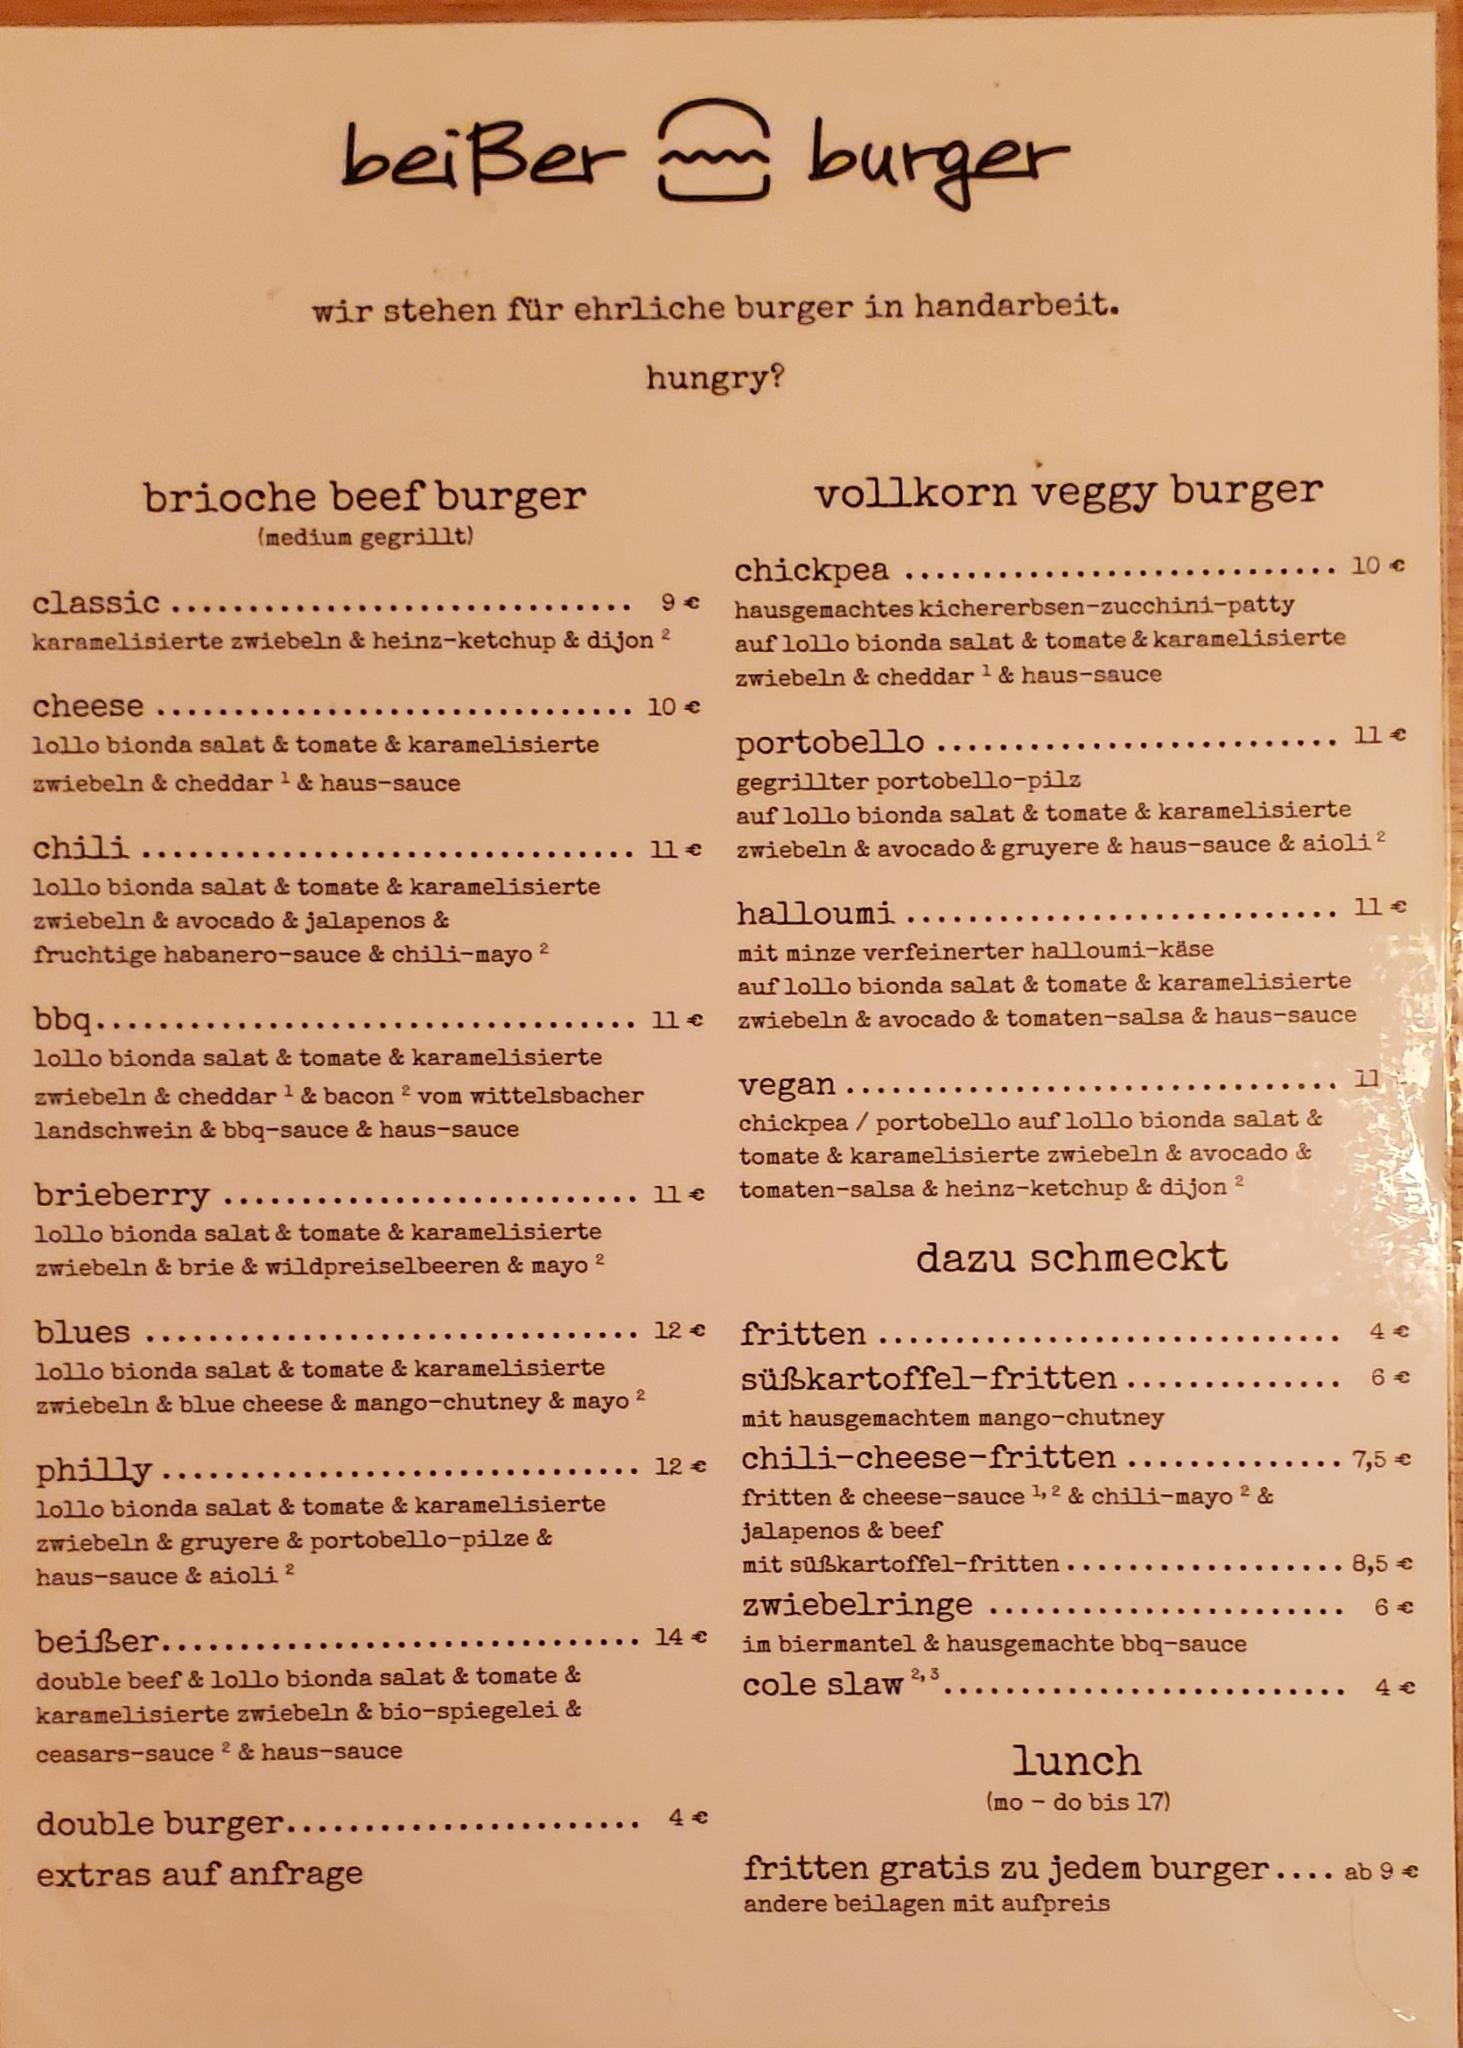 beißer burger
wir stehen für ehrliche burger in handarbeit.
hungry?
brioche beef burger
(medium gegrillt)
classic .............................. 9 €
karamelisierte zwiebeln & heinz-ketchup & dijon ²
cheese ............................... 10 €
lollo bionda salat & tomate & karamelisierte
zwiebeln & cheddar ¹ & haus-sauce
chili ................................ 11 €
lollo bionda salat & tomate & karamelisierte
zwiebeln & avocado & jalapenos &
fruchtige habanero-sauce & chili-mayo ²
bbq................................... 11 €
lollo bionda salat & tomate & karamelisierte
zwiebeln & cheddar ¹ & bacon ² vom wittelsbacher
landschwein & bbq-sauce & haus-sauce
brieberry ........................... 11 €
lollo bionda salat & tomate & karamelisierte
zwiebeln & brie & wildpreiselbeeren & mayo ²
blues ................................ 12 €
lollo bionda salat & tomate & karamelisierte
zwiebeln & blue cheese & mango-chutney & mayo ²
philly ............................... 12 €
lollo bionda salat & tomate & karamelisierte
zwiebeln & gruyere & portobello-pilze &
haus-sauce & aioli ²
beißer............................... 14 €
double beef & lollo bionda salat & tomate &
karamelisierte zwiebeln & bio-spiegelei &
ceasars-sauce ² & haus-sauce
double burger....................... 4 €
extras auf anfrage
vollkorn veggy burger
chickpea ............................ 10 €
hausgemachtes kichererbsen-zucchini-patty
auf lollo bionda salat & tomate & karamelisierte
zwiebeln & cheddar ¹ & haus-sauce
portobello .......................... 11 €
gegrillter portobello-pilz
auf lollo bionda salat & tomate & karamelisierte
zwiebeln & avocado & gruyere & haus-sauce & aioli ²
halloumi ............................ 11 €
mit minze verfeinerter halloumi-käse
auf lollo bionda salat & tomate & karamelisierte
zwiebeln & avocado & tomaten-salsa & haus-sauce
vegan ................................ 11
chickpea / portobello auf lollo bionda salat &
tomate & karamelisierte zwiebeln & avocado &
tomaten-salsa & heinz-ketchup & dijon ²
dazu schmeckt
fritten .............................. 4 €
süßkartoffel-fritten .............. 6 €
mit hausgemachtem mango-chutney
chili-cheese-fritten .............. 7,5 €
fritten & cheese-sauce ¹,² & chili-mayo ² &
jalapenos & beef
mit süßkartoffel-fritten .................. 8,5 €
zwiebelringe ....................... 6 €
im biermantel & hausgemachte bbq-sauce
cole slaw ²,³.......................... 4 €
lunch
(mo - do bis 17)
fritten gratis zu jedem burger.... ab 9 €
andere beilagen mit aufpreis